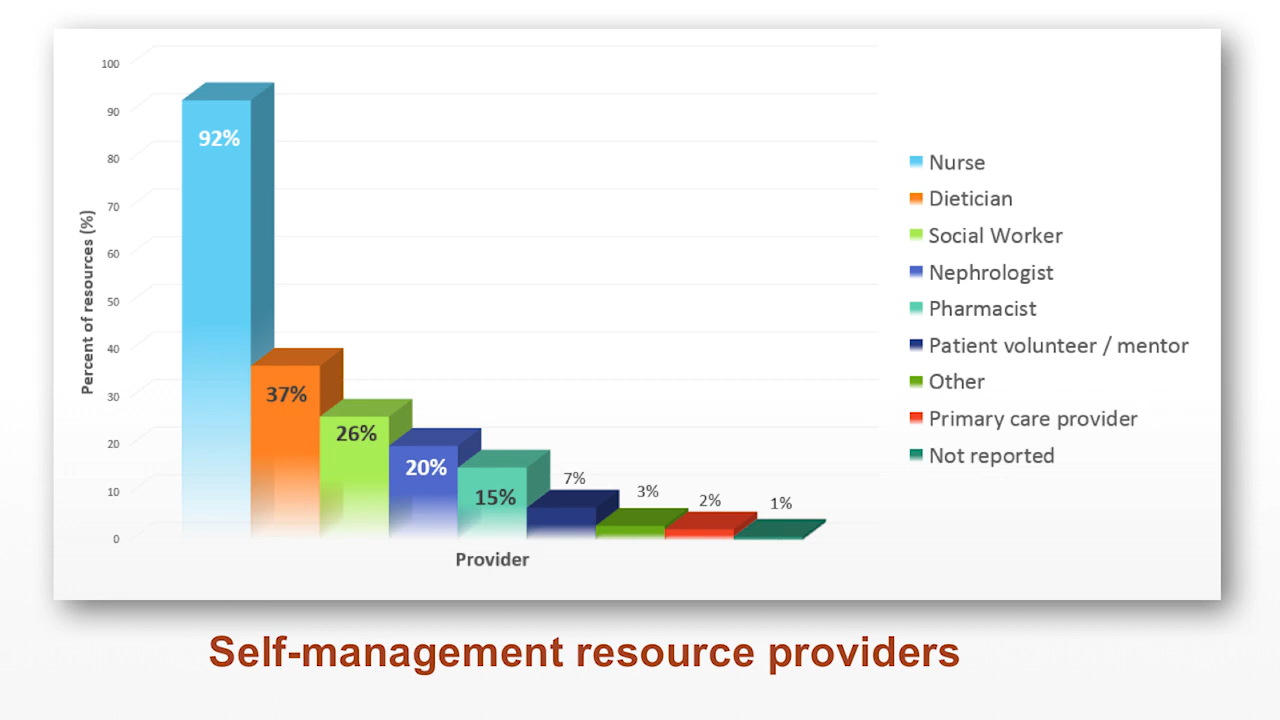 100
90
80
70
60
50
40
30
20
10
0
Percent of resources (%)
92%
37%
26%
20%
15%
7%
3%
2%
1%
Provider
Nurse
Dietician
Social Worker
Nephrologist
Pharmacist
Patient volunteer / mentor
Other
Primary care provider
Not reported
Self-management resource providers